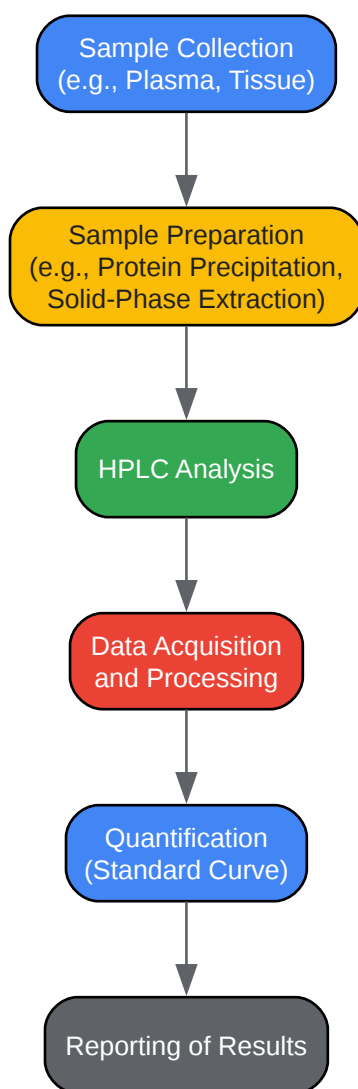 Sample Collection
(e.g., Plasma, Tissue)
Sample Preparation
(e.g., Protein Precipitation,
Solid-Phase Extraction)
HPLC Analysis
Data Acquisition
and Processing
Quantification
(Standard Curve)
Reporting of Results